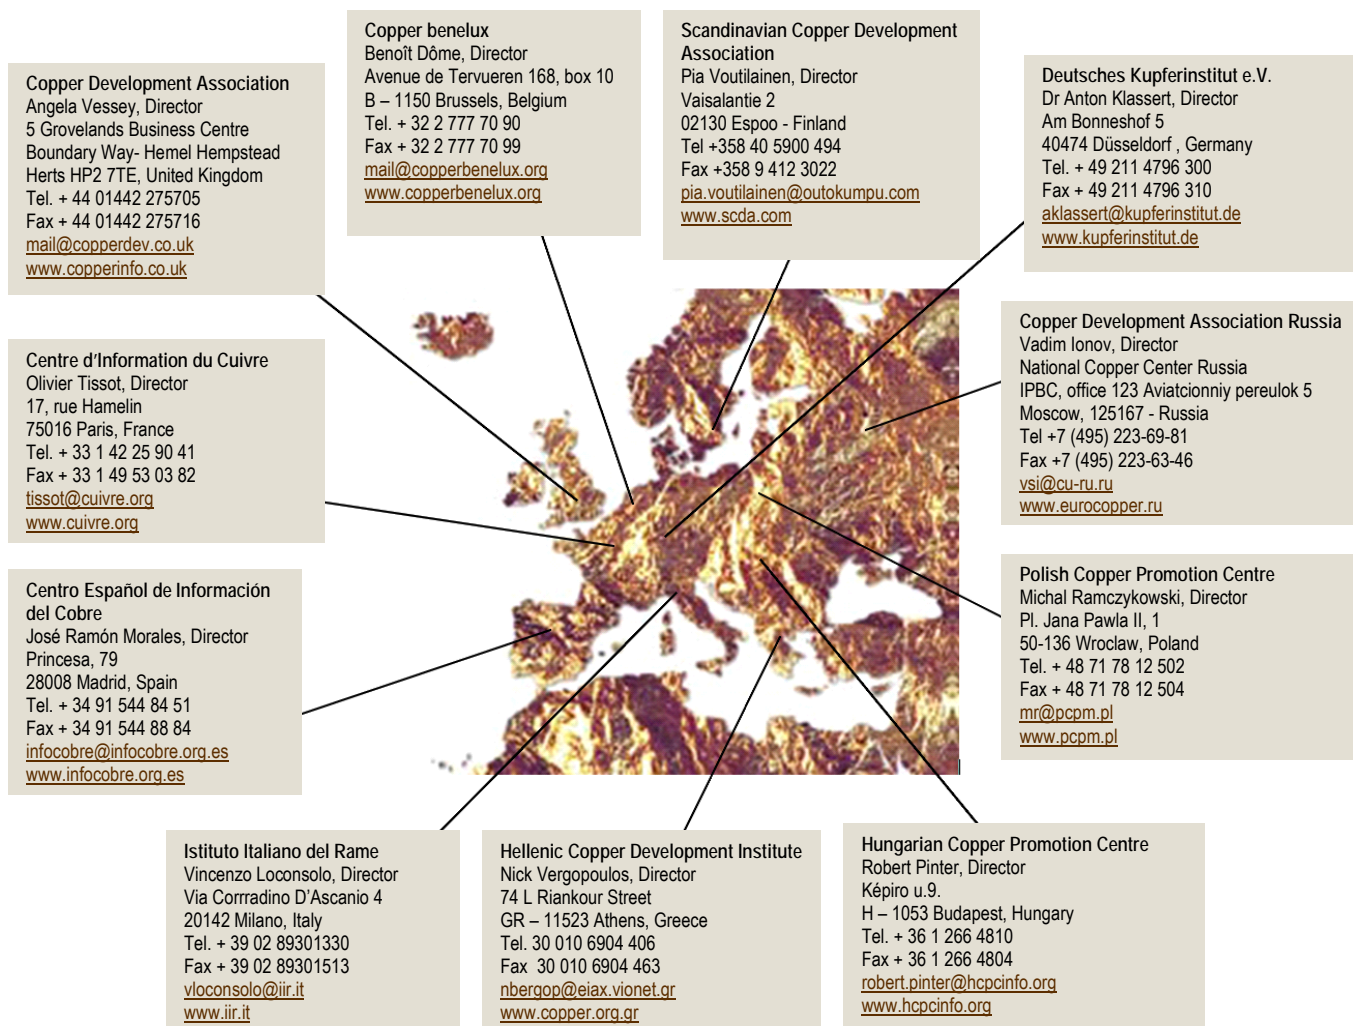 Copper benelux
Benoît Dôme, Director
Avenue de Tervueren 168, box 10
B – 1150 Brussels, Belgium
Tel. + 32 2 777 70 90
Fax + 32 2 777 70 99
mail@copperbenelux.org
www.copperbenelux.org
Scandinavian Copper Development
Association
Pia Voutilainen, Director
Vaisalantie 2
02130 Espoo - Finland
Tel +358 40 5900 494
Fax +358 9 412 3022
pia.voutilainen@outokumpu.com
www.scda.com
Copper Development Association
Angela Vessey, Director
5 Grovelands Business Centre
Boundary Way- Hemel Hempstead
Herts HP2 7TE, United Kingdom
Tel. + 44 01442 275705
Fax + 44 01442 275716
mail@copperdev.co.uk
www.copperinfo.co.uk
Deutsches Kupferinstitut e.V.
Dr Anton Klassert, Director
Am Bonneshof 5
40474 Düsseldorf , Germany
Tel. + 49 211 4796 300
Fax + 49 211 4796 310
aklassert@kupferinstitut.de
www.kupferinstitut.de
Centre d'Information du Cuivre
Olivier Tissot, Director
17, rue Hamelin
75016 Paris, France
Tel. + 33 1 42 25 90 41
Fax + 33 1 49 53 03 82
tissot@cuivre.org
www.cuivre.org
Copper Development Association Russia
Vadim Ionov, Director
National Copper Center Russia
IPBC, office 123 Aviatcionniy pereulok 5
Moscow, 125167 - Russia
Tel +7 (495) 223-69-81
Fax +7 (495) 223-63-46
vsi@cu-ru.ru
www.eurocopper.ru
Centro Español de Información
del Cobre
José Ramón Morales, Director
Princesa, 79
28008 Madrid, Spain
Tel. + 34 91 544 84 51
Fax + 34 91 544 88 84
infocobre@infocobre.org.es
www.infocobre.org.es
Polish Copper Promotion Centre
Michal Ramczykowski, Director
Pl. Jana Pawla II, 1
50-136 Wroclaw, Poland
Tel. + 48 71 78 12 502
Fax + 48 71 78 12 504
mr@pcpm.pl
www.pcpm.pl
Istituto Italiano del Rame
Vincenzo Loconsolo, Director
Via Corrradino D'Ascanio 4
20142 Milano, Italy
Tel. + 39 02 89301330
Fax + 39 02 89301513
vloconsolo@iir.it
www.iir.it
Hellenic Copper Development Institute
Nick Vergopoulos, Director
74 L Riankour Street
GR – 11523 Athens, Greece
Tel. 30 010 6904 406
Fax 30 010 6904 463
nbergop@eiax.vionet.gr
www.copper.org.gr
Hungarian Copper Promotion Centre
Robert Pinter, Director
Képiro u.9.
H – 1053 Budapest, Hungary
Tel. + 36 1 266 4810
Fax + 36 1 266 4804
robert.pinter@hcpcinfo.org
www.hcpcinfo.org